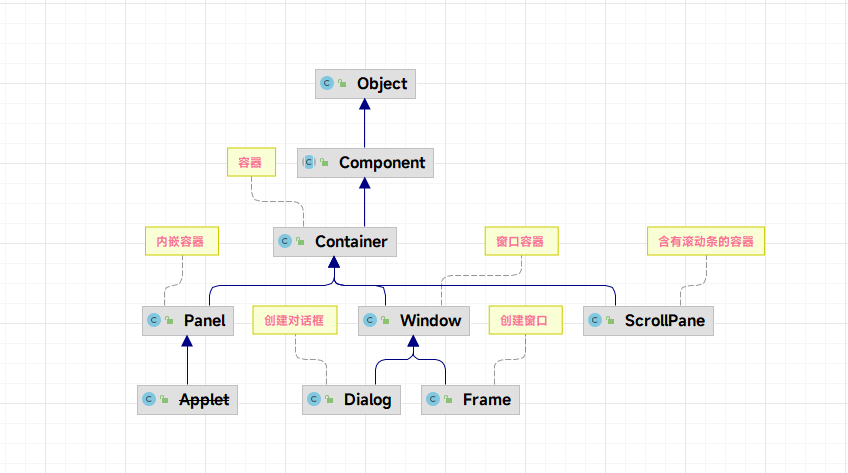 Object
容器
Component
内嵌容器
Container
窗口容器
含有滚动条的容器
Panel
创建对话框
Window
创建窗口
ScrollPane
Applet
Dialog
Frame